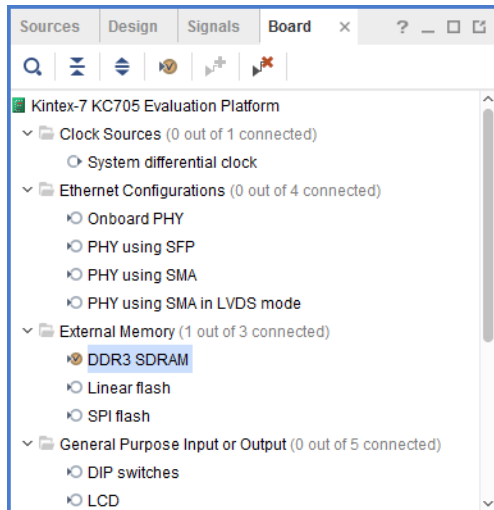 Sources Design Signals Board × ?
Kintex-7 KC705 Evaluation Platform
Clock Sources (0 out of 1 connected)
System differential clock
Ethernet Configurations (0 out of 4 connected)
Onboard PHY
PHY using SFP
PHY using SMA
PHY using SMA in LVDS mode
External Memory (1 out of 3 connected)
DDR3 SDRAM
Linear flash
SPI flash
General Purpose Input or Output (0 out of 5 connected)
DIP switches
LCD